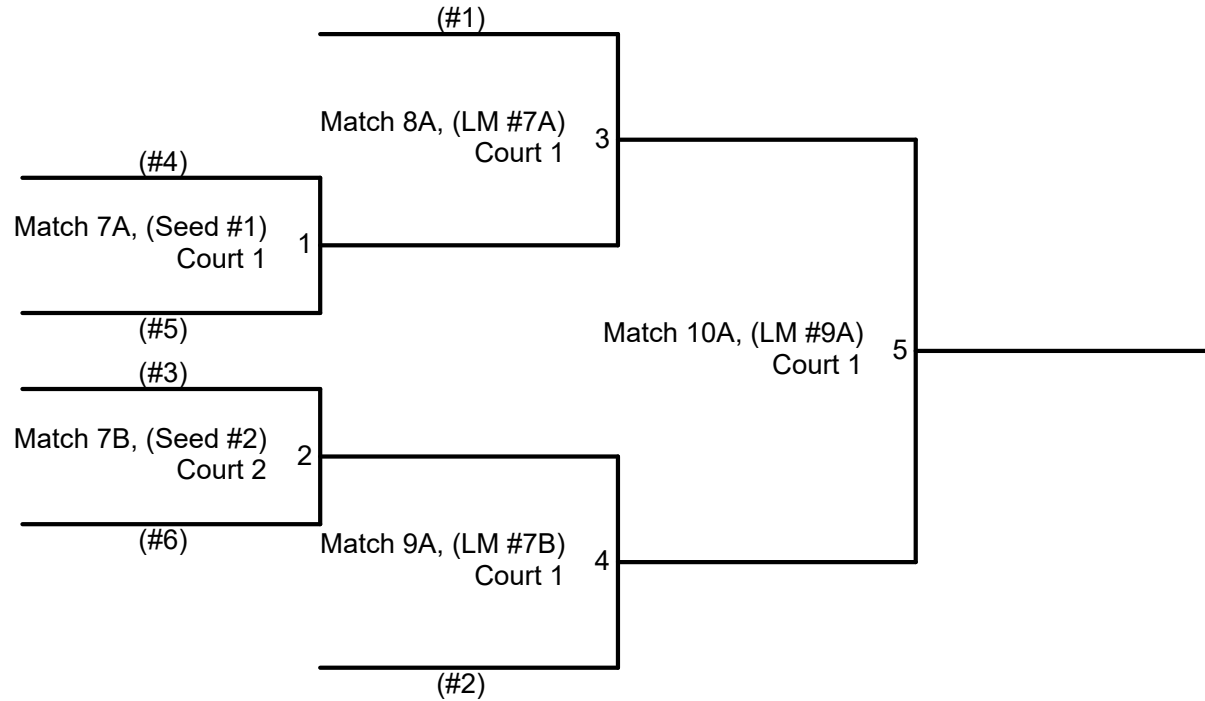 (#1)
Match 8A, (LM #7A)
Court 1
3
(#4)
Match 7A, (Seed #1)
Court 1
1
(#5)
Match 10A, (LM #9A)
Court 1
5
(#3)
Match 7B, (Seed #2)
Court 2
2
(#6)
Match 9A, (LM #7B)
Court 1
4
(#2)